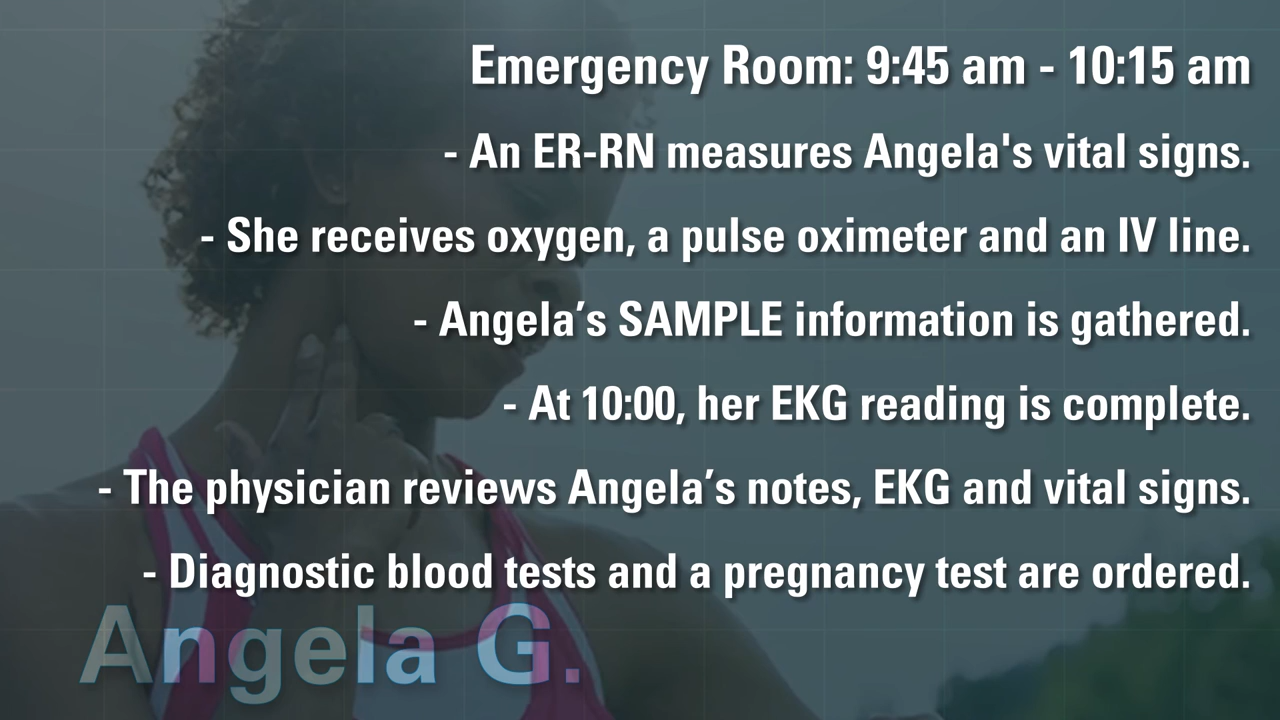 Emergency Room: 9:45 am - 10:15 am
- An ER-RN measures Angela's vital signs.
- She receives oxygen, a pulse oximeter and an IV line.
- Angela’s SAMPLE information is gathered.
- At 10:00, her EKG reading is complete.
- The physician reviews Angela’s notes, EKG and vital signs.
- Diagnostic blood tests and a pregnancy test are ordered.
Angela G.